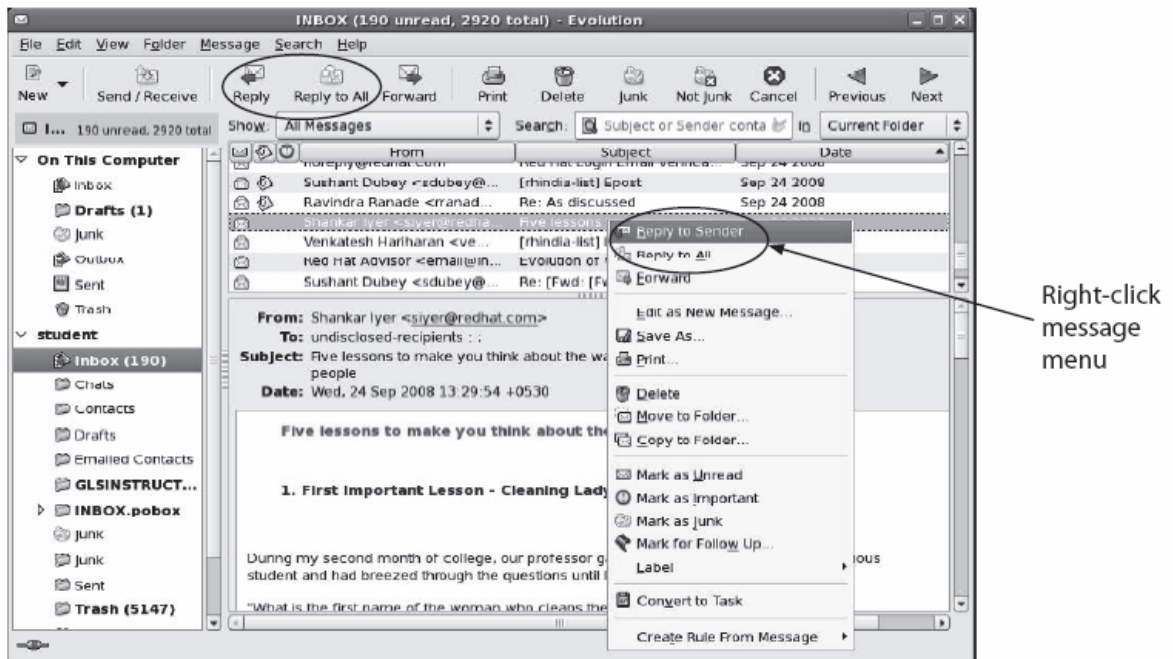 INBOX (190 unread, 2920 total) - Evolution
File Edit View Folder Message Search Help
New Send / Receive Reply Reply to All Forward Print Delete Junk Not Junk Cancel Previous Next
I... 190 unread, 2920 total Show: All Messages Search: Subject or Sender conta in Current Folder
From Subject Date
noreply@redhat.com Red Hat Login Email Verifica... Sep 24 2008
Sushant Dubey <sdubey@... [rhindia-list] Epost Sep 24 2008
Ravindra Ranade <rranad... Re: As discussed Sep 24 2008
Shankar Iyer <siyer@redha... Five lessons
Venkatesh Hariharan <ve... [rhindia-list]
Red Hat Advisor <email@in... Evolution of
Sushant Dubey <sdubey@... Re: [Fwd: [Fw
On This Computer
Inbox
Drafts (1)
Junk
Outbox
Sent
Trash
student
Inbox (190)
Chats
Contacts
Drafts
Emailed Contacts
GLSINSTRUCT...
INBOX.pobox
Junk
Junk
Sent
Trash (5147)
From: Shankar Iyer <siyer@redhat.com>
To: undisclosed-recipients : ;
Subject: Five lessons to make you think about the wa
people
Date: Wed, 24 Sep 2008 13:29:54 +0530
Five lessons to make you think about the
1. First Important Lesson - Cleaning Lady
During my second month of college, our professor g ious
student and had breezed through the questions until
"What is the first name of the woman who cleans the
Reply to Sender
Reply to All
Forward
Edit as New Message...
Save As...
Print...
Delete
Move to Folder...
Copy to Folder...
Mark as Unread
Mark as Important
Mark as Junk
Mark for Follow Up...
Label
Convert to Task
Create Rule From Message
Right-click
message
menu